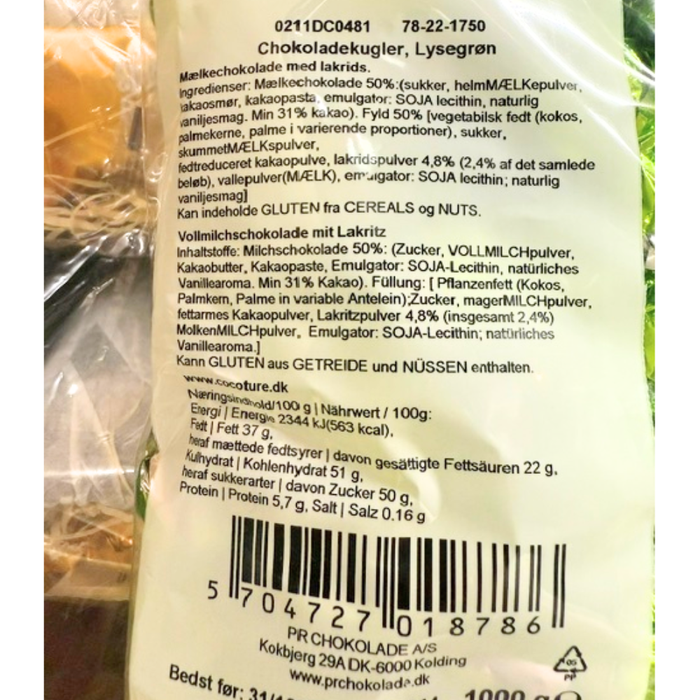 0211DC0481 78-22-1750
Chokoladekugler, Lysegrøn
Mælkechokolade med lakrids.
Ingredienser: Mælkechokolade 50%:(sukker, helmMÆLKepulver,
kakaosmør, kakaopasta, emulgator: SOJA lecithin, naturlig
vaniljesmag. Min 31% kakao). Fyld 50% [vegetabilsk fedt (kokos,
palmekerne, palme i varierende proportioner), sukker,
skummetMÆLKspulver,
fedtreduceret kakaopulve, lakridspulver 4,8% (2,4% af det samlede
beløb), vallepulver(MÆLK), emulgator: SOJA lecithin; naturlig
vaniljesmag]
Kan indeholde GLUTEN fra CEREALS og NUTS.
Vollmilchschokolade mit Lakritz
Inhaltstoffe: Milchschokolade 50%: (Zucker, VOLLMILCHpulver,
Kakaobutter, Kakaopaste, Emulgator: SOJA-Lecithin, natürliches
Vanillearoma. Min 31% Kakao). Füllung: [ Pflanzenfett (Kokos,
Palmkern, Palme in variable Antelein);Zucker, magerMILCHpulver,
fettarmes Kakaopulver, Lakritzpulver 4,8% (insgesamt 2,4%)
MolkenMILCHpulver, Emulgator: SOJA-Lecithin; natürliches
Vanillearoma.]
Kann GLUTEN aus GETREIDE und NÜSSEN enthalten.
www.cocoture.dk
Næringsindhold/100 g | Nährwert / 100g:
Energi | Energie 2344 kJ(563 kcal),
Fedt | Fett 37 g,
heraf mættede fedtsyrer | davon gesättigte Fettsäuren 22 g,
Kulhydrat | Kohlenhydrat 51 g,
heraf sukkerarter | davon Zucker 50 g,
Protein | Protein 5,7 g, Salt | Salz 0.16 g
5 704727 018786
PR CHOKOLADE A/S
Kokbjerg 29A DK-6000 Kolding
www.prchokolade.dk
Bedst før: 31/1
1000 g
05
PP